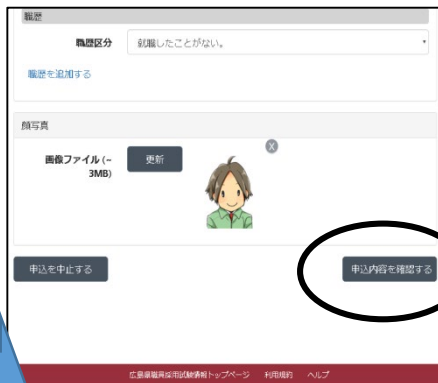 職歴
職歴区分 就職したことがない。
職歴を追加する
顔写真
画像ファイル (~ 更新 X
3MB)
申込を中止する 申込内容を確認する
広島県職員採用試験情報トップページ 利用規約 ヘルプ